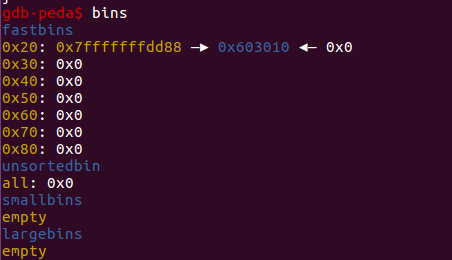 gdb-peda$ bins
fastbins
0x20: 0x7fffffffdd88 —▸ 0x603010 ◂— 0x0
0x30: 0x0
0x40: 0x0
0x50: 0x0
0x60: 0x0
0x70: 0x0
0x80: 0x0
unsortedbin
all: 0x0
smallbins
empty
largebins
empty